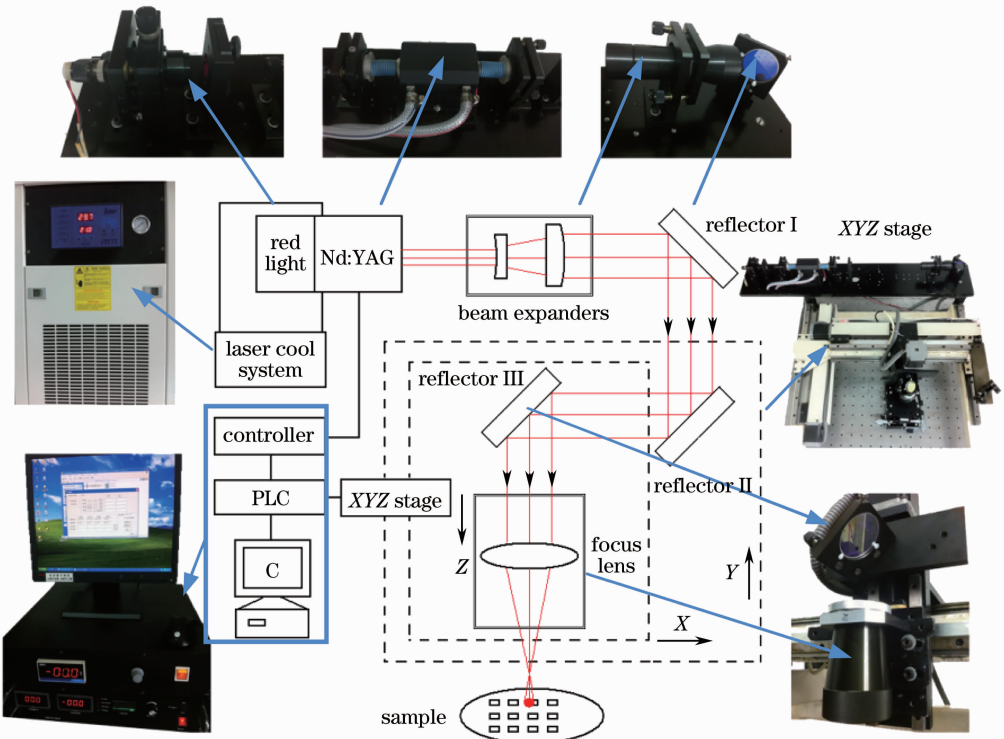 red
light
Nd:YAG
reflector I
XYZ stage
beam expanders
laser cool
system
reflector III
controller
PLC
XYZ stage
reflector II
C
Z
focus
lens
Y
X
sample